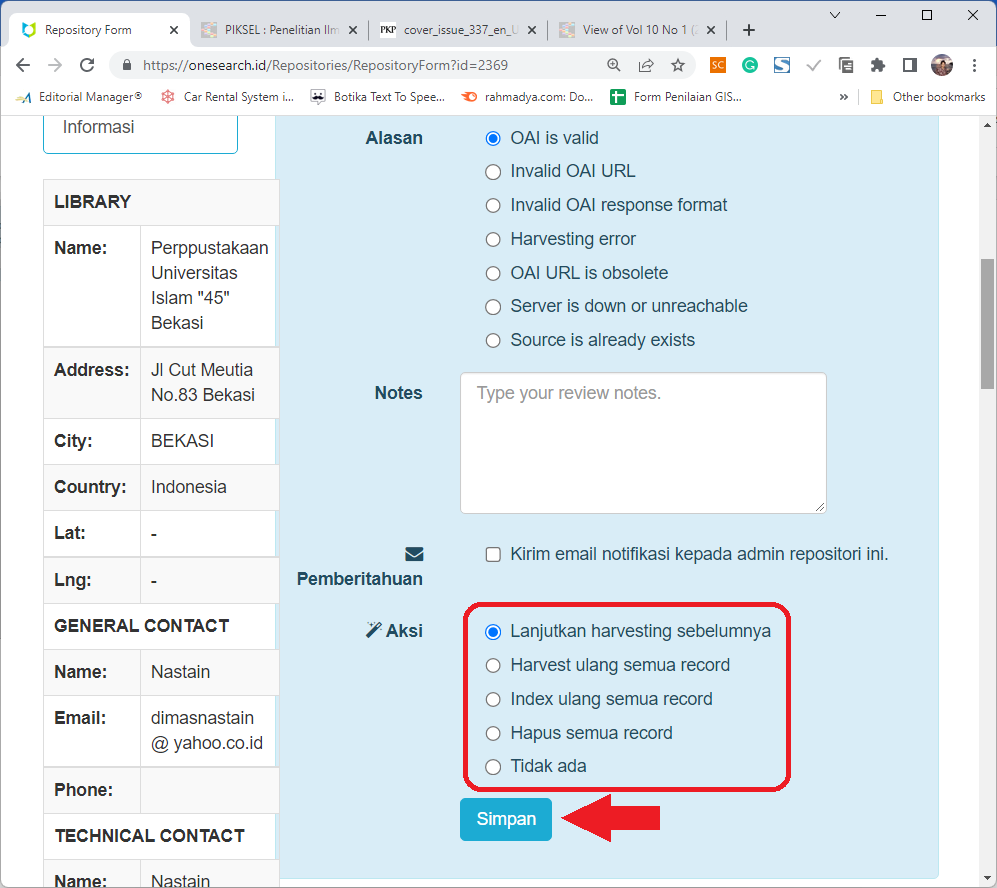 Repository Form
PIKSEL : Penelitian Ilm
PKP cover_issue_337_en_U
View of Vol 10 No 1 (2
https://onesearch.id/Repositories/RepositoryForm?id=2369
SC
G
S
Editorial Manager®
Car Rental System i...
Botika Text To Spee...
rahmadya.com: Do...
Form Penilaian GIS...
»
Other bookmarks
Informasi
LIBRARY
Name: Perppustakaan
Universitas
Islam "45"
Bekasi
Address: Jl Cut Meutia
No.83 Bekasi
City: BEKASI
Country: Indonesia
Lat: -
Lng: -
GENERAL CONTACT
Name: Nastain
Email: dimasnastain
@ yahoo.co.id
Phone:
TECHNICAL CONTACT
Name: Nastain
Alasan
OAI is valid
Invalid OAI URL
Invalid OAI response format
Harvesting error
OAI URL is obsolete
Server is down or unreachable
Source is already exists
Notes
Type your review notes.
Pemberitahuan
Kirim email notifikasi kepada admin repositori ini.
Aksi
Lanjutkan harvesting sebelumnya
Harvest ulang semua record
Index ulang semua record
Hapus semua record
Tidak ada
Simpan